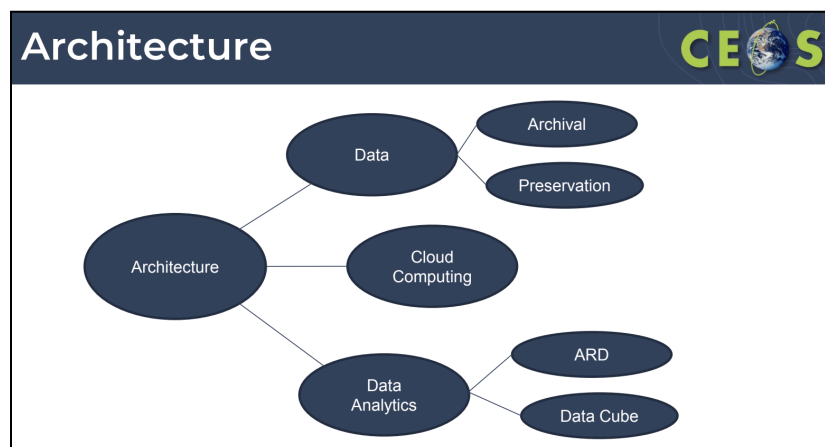 Architecture
CEOS
Data
Archival
Preservation
Architecture
Cloud
Computing
Data
Analytics
ARD
Data Cube